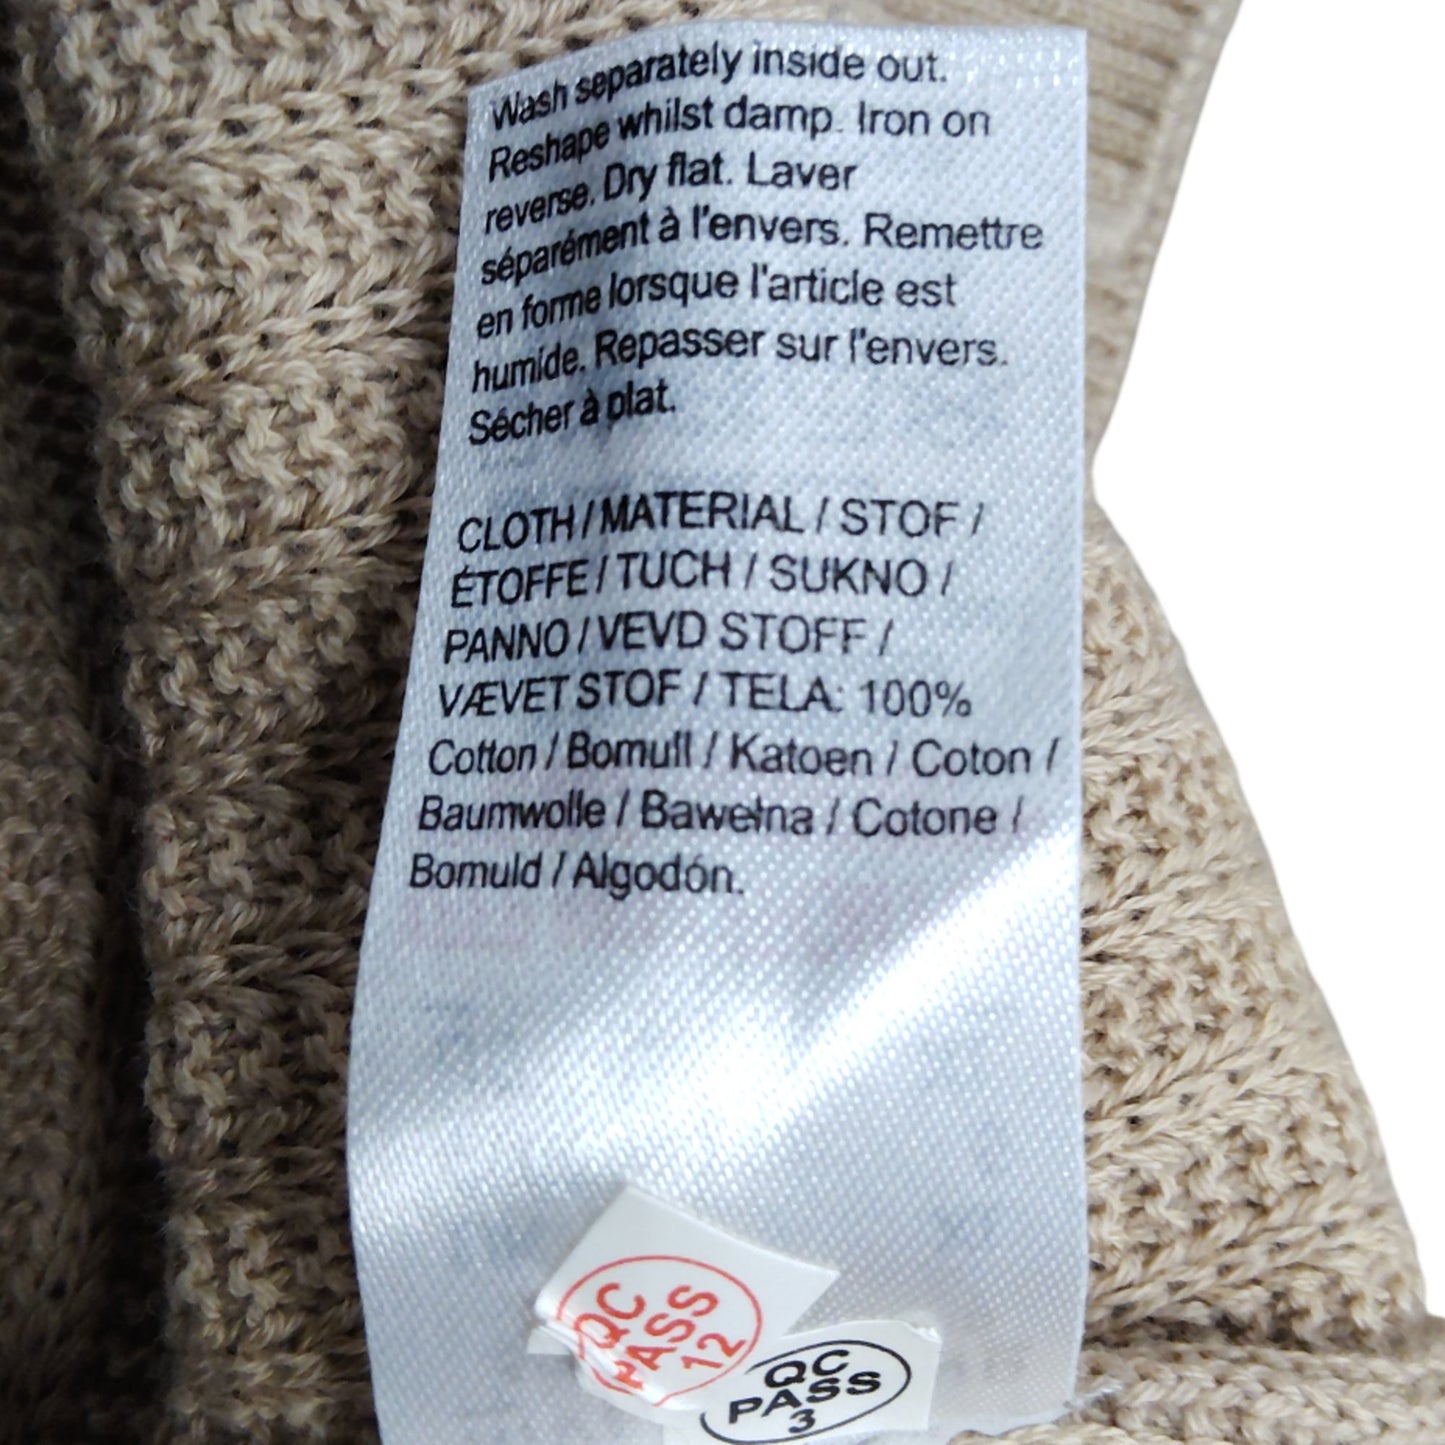 Wash separately inside out.
Reshape whilst damp. Iron on
reverse. Dry flat. Laver
séparément à l'envers. Remettre
en forme lorsque l'article est
humide. Repasser sur l'envers.
Sécher à plat.
CLOTH / MATERIAL / STOF /
ÉTOFFE / TUCH / SUKNO /
PANNO / VEVD STOFF /
VÆVET STOF / TELA: 100%
Cotton / Bomull / Katoen / Coton /
Baumwolle / Bawełna / Cotone /
Bomuld / Algodón.
QC
PASS
12
QC
PASS
3